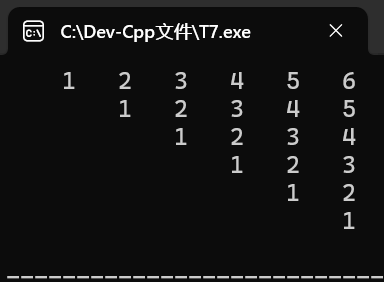 C:\Dev-Cpp文件\T7.exe
1 2 3 4 5 6
1 2 3 4 5
1 2 3 4
1 2 3
1 2
1
--------------------------------